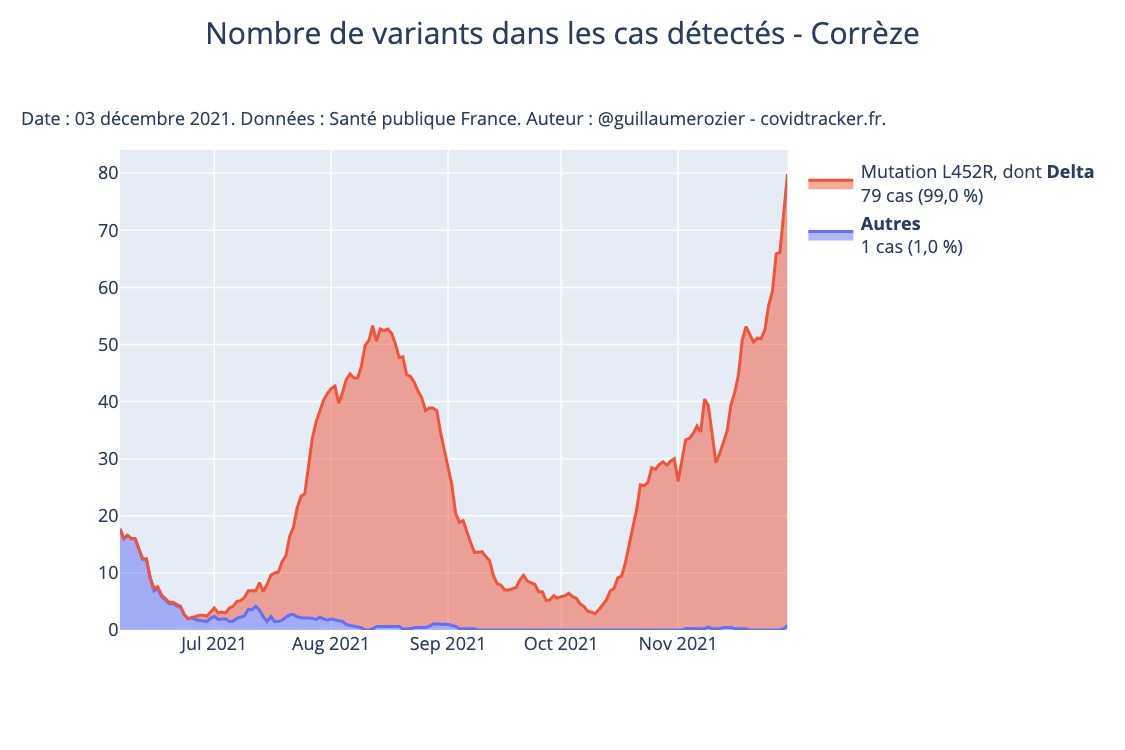 Nombre de variants dans les cas détectés - Corrèze
Date : 03 décembre 2021. Données : Santé publique France. Auteur : @guillaumerozier - covidtracker.fr.
Mutation L452R, dont Delta
79 cas (99,0 %)
Autres
1 cas (1,0 %)
80
70
60
50
40
30
20
10
0
Jul 2021 Aug 2021 Sep 2021 Oct 2021 Nov 2021